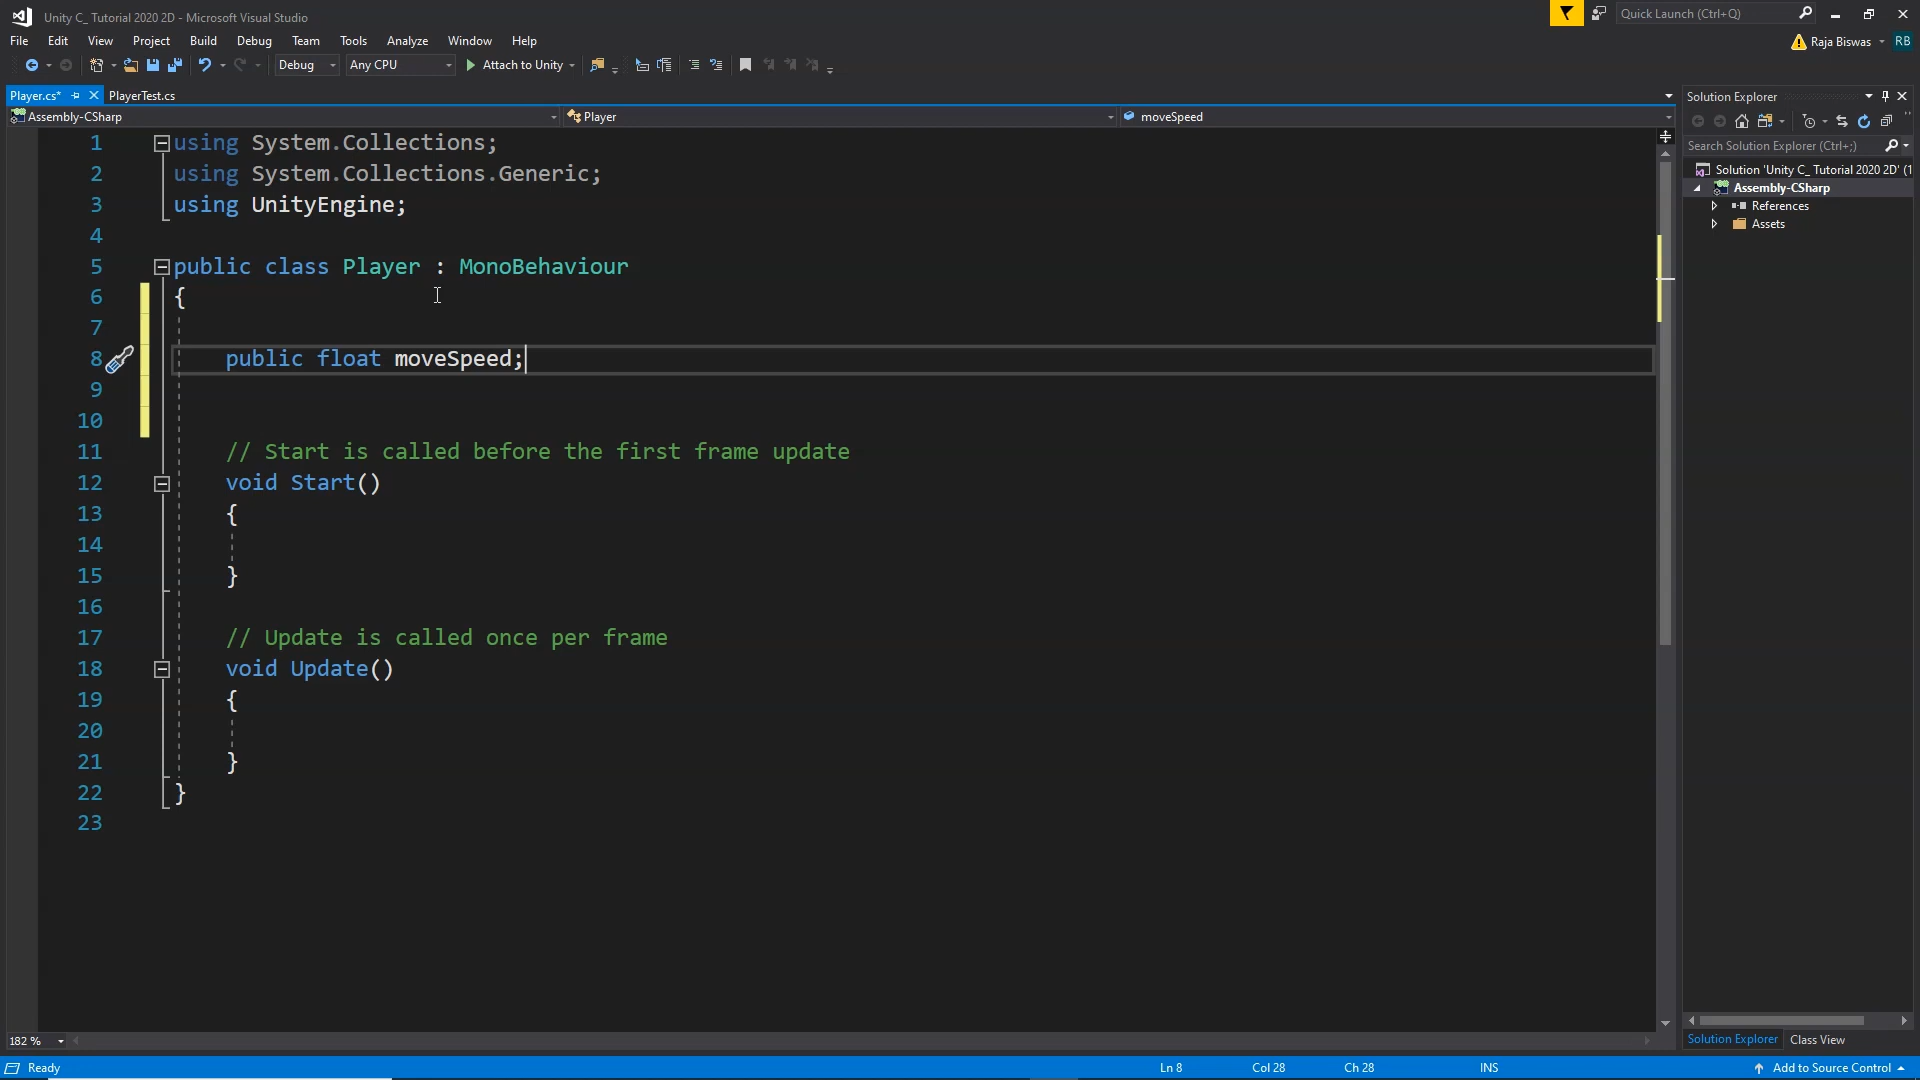 Unity C_ Tutorial 2020 2D - Microsoft Visual Studio
Quick Launch (Ctrl+Q)
File Edit View Project Build Debug Team Tools Analyze Window Help
Raja Biswas RB
Debug Any CPU Attach to Unity
Player.cs* PlayerTest.cs
Solution Explorer
Assembly-CSharp Player moveSpeed
Search Solution Explorer (Ctrl+;)
Solution 'Unity C_ Tutorial 2020 2D' (1
Assembly-CSharp
References
Assets
1 using System.Collections;
2 using System.Collections.Generic;
3 using UnityEngine;
4
5 public class Player : MonoBehaviour
6 {
7
8 public float moveSpeed;
9
10
11 // Start is called before the first frame update
12 void Start()
13 {
14
15 }
16
17 // Update is called once per frame
18 void Update()
19 {
20
21 }
22 }
23
182 %
Solution Explorer Class View
Ready Ln 8 Col 28 Ch 28 INS Add to Source Control